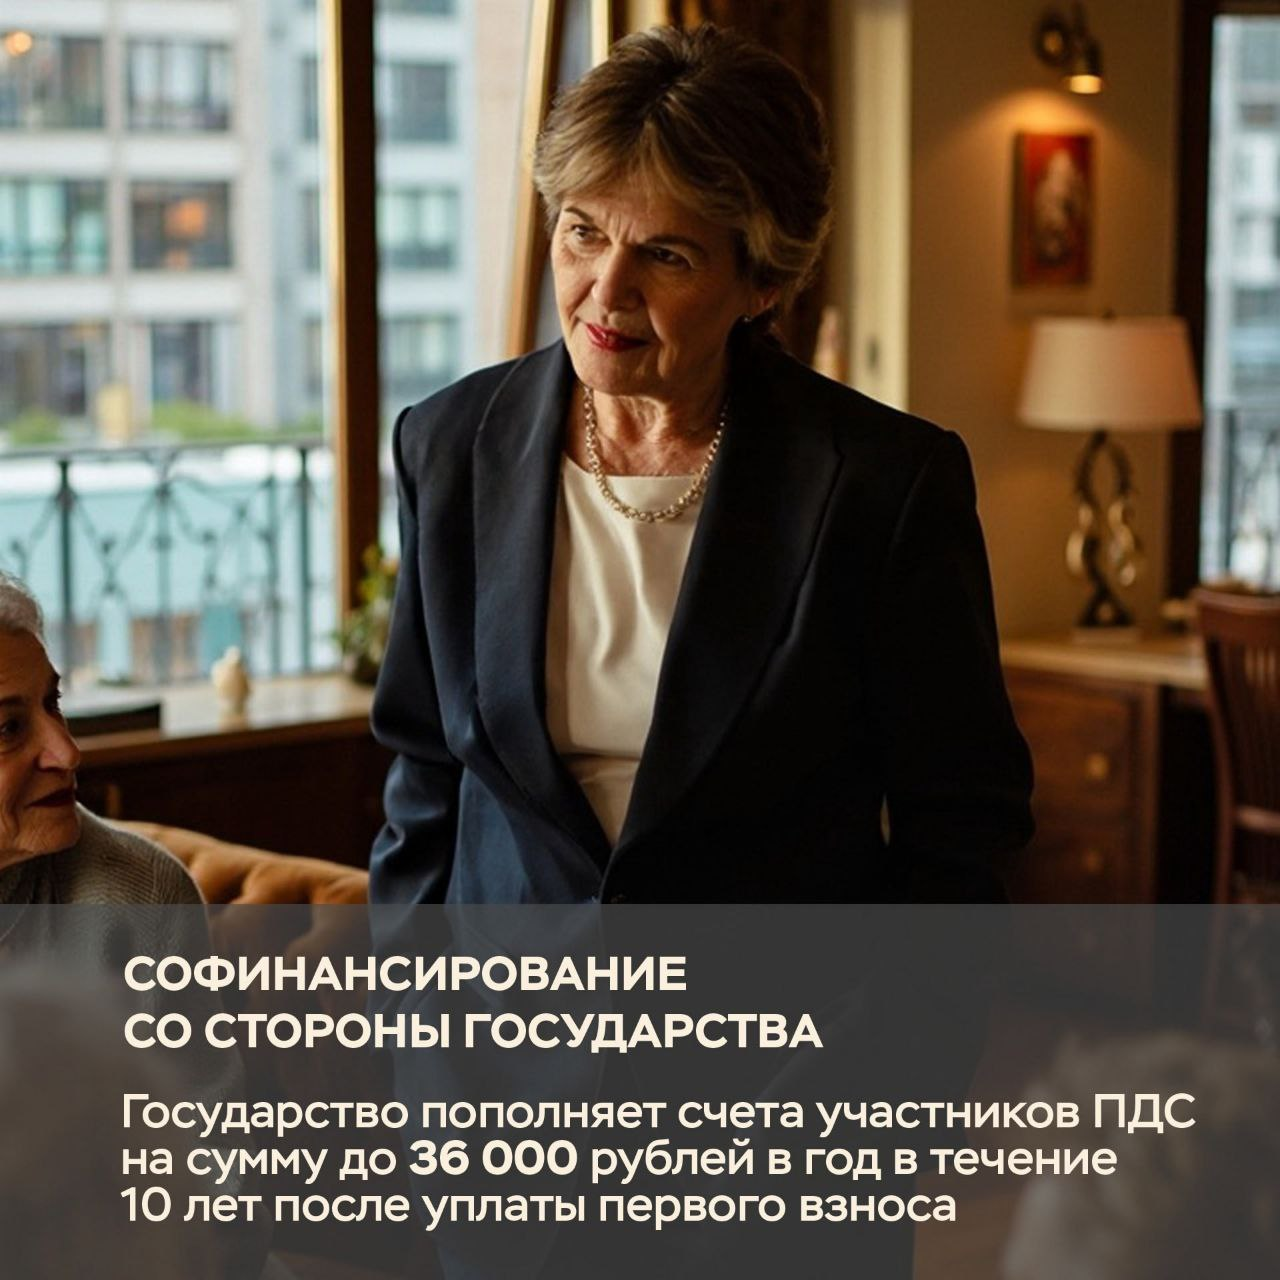 СОФИНАНСИРОВАНИЕ
СО СТОРОНЫ ГОСУДАРСТВА
Государство пополняет счета участников ПДС
на сумму до 36 000 рублей в год в течение
10 лет после уплаты первого взноса